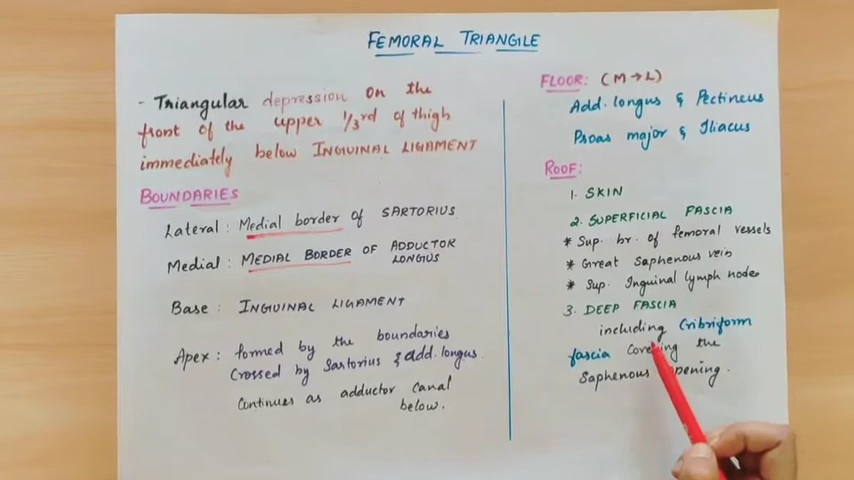 FEMORAL TRIANGLE
- Triangular depression on the
front of the upper 1/3rd of thigh
immediately below INGUINAL LIGAMENT
BOUNDARIES
Lateral : Medial border of SARTORIUS
Medial : MEDIAL BORDER OF ADDUCTOR
LONGUS
Base : INGUINAL LIGAMENT
Apex : formed by the boundaries
Crossed by Sartorius & add. longus.
Continues as adductor canal
below.
FLOOR: (M→L)
Add. longus & Pectineus
Psoas major & Iliacus
ROOF:
1. SKIN
2. SUPERFICIAL FASCIA
* Sup. br. of femoral vessels
* Great Saphenous vein
* Sup. Inguinal lymph nodes
3. DEEP FASCIA
including Cribriform
fascia covering the
Saphenous opening.